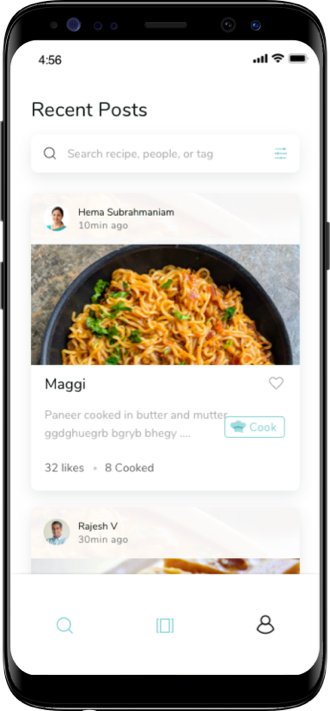 4:56
Recent Posts
Search recipe, people, or tag
Hema Subrahmaniam
10min ago
Maggi
Paneer cooked in butter and mutter
ggdghuegrb bgryb bhegy ....
Cook
32 likes • 8 Cooked
Rajesh V
30min ago